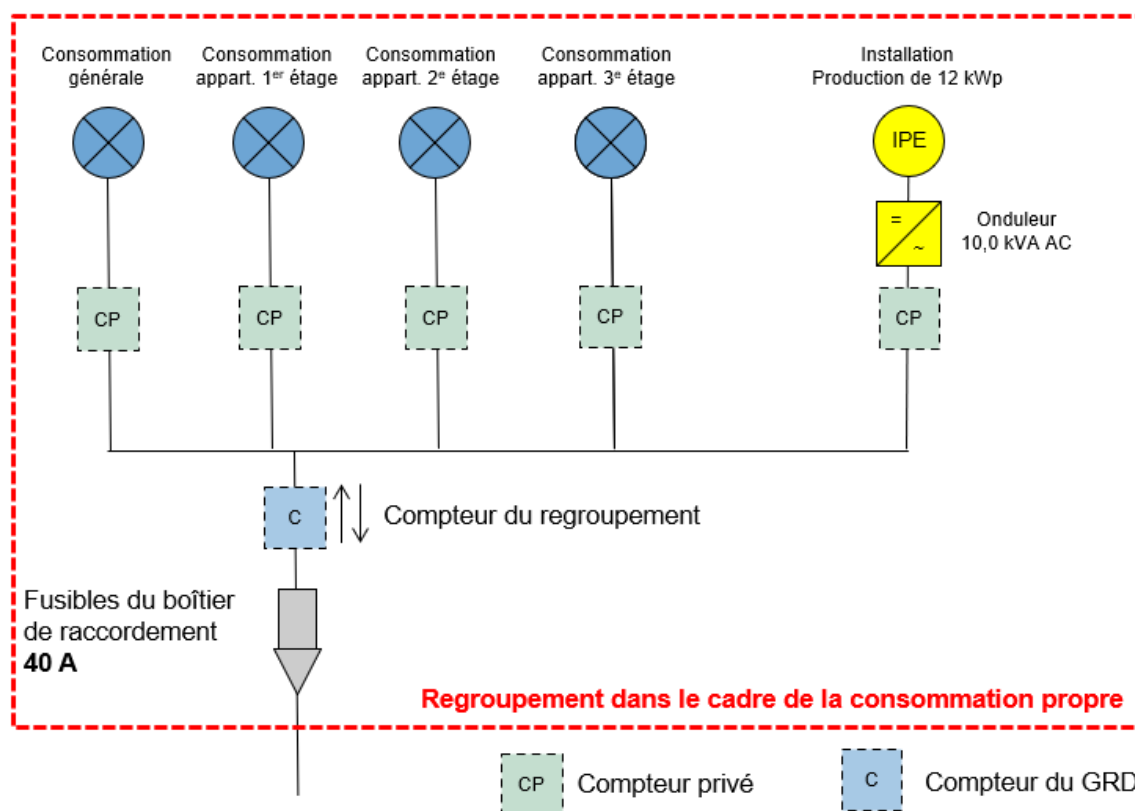 Consommation
générale
Consommation
appart. 1er étage
Consommation
appart. 2e étage
Consommation
appart. 3e étage
Installation
Production de 12 kWp
IPE
=
~
Onduleur
10,0 kVA AC
CP
CP
CP
CP
CP
C
Compteur du regroupement
Fusibles du boîtier
de raccordement
40 A
Regroupement dans le cadre de la consommation propre
CP
Compteur privé
C
Compteur du GRD